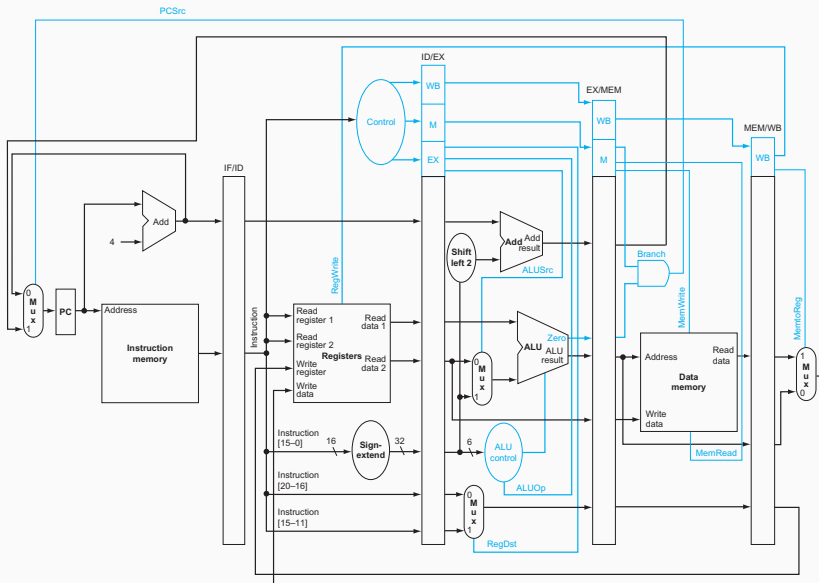 PCSrc
ID/EX
WB
EX/MEM
Control
M
WB
MEM/WB
EX
M
WB
IF/ID
Add
4
Add
Add
result
Shift
left 2
Branch
ALUSrc
RegWrite
MemWrite
MemtoReg
0
M
u
x
1
PC
Address
Instruction
memory
Instruction
Read
register 1
Read
data 1
Read
register 2
Registers
Read
data 2
Write
register
Write
data
Zero
ALU
ALU
result
0
M
u
x
1
Address
Read
data
Data
memory
Write
data
1
M
u
x
0
Instruction
[15–0]
16
Sign-
extend
32
6
ALU
control
MemRead
Instruction
[20–16]
ALUOp
0
M
u
x
1
Instruction
[15–11]
RegDst